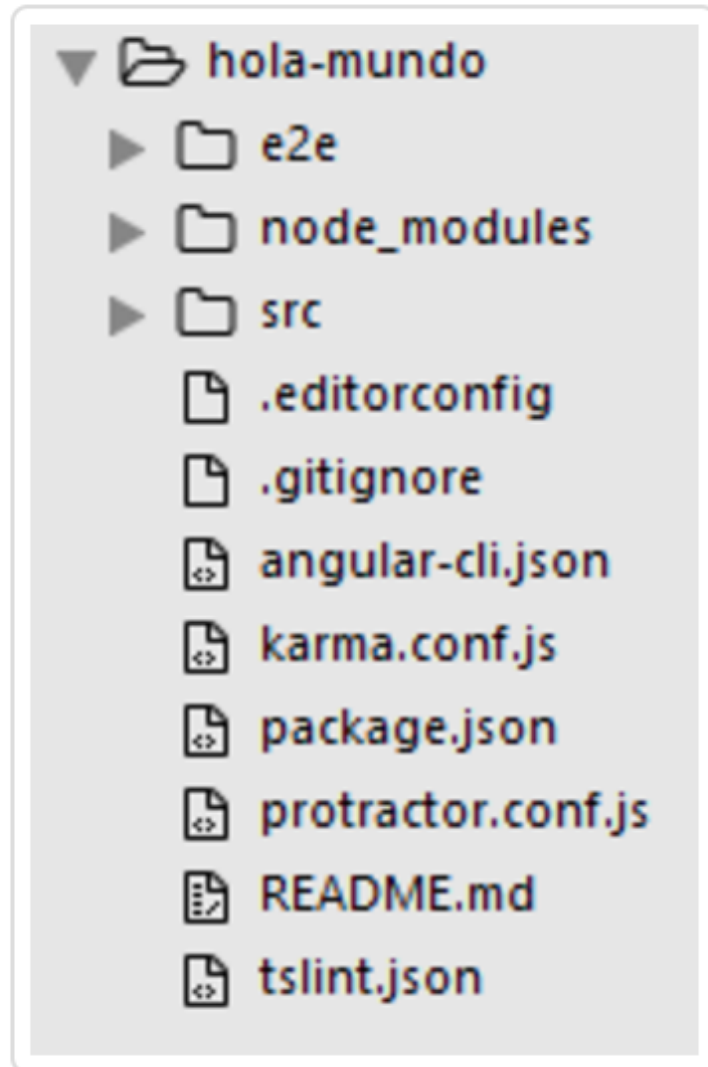 hola-mundo
e2e
node_modules
src
.editorconfig
.gitignore
angular-cli.json
karma.conf.js
package.json
protractor.conf.js
README.md
tslint.json